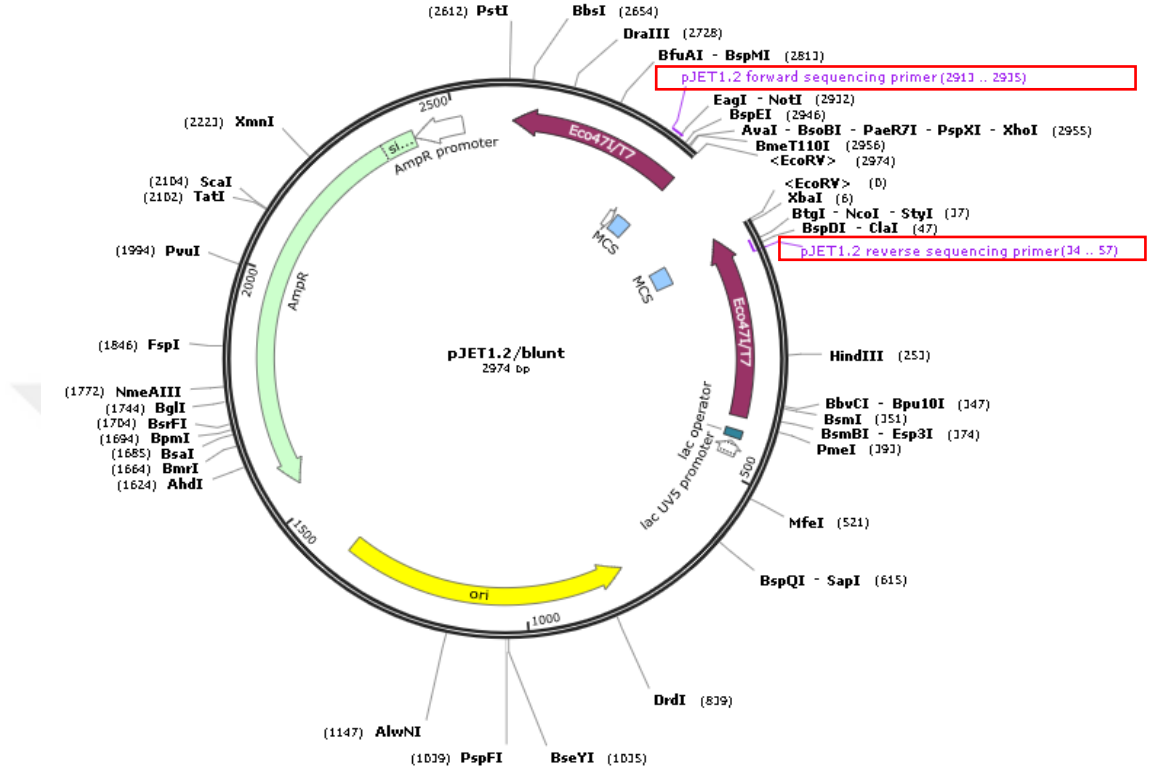 (2612) PstI
BbsI (2654)
DraIII (2728)
BfuAI - BspMI (2813)
pJET1.2 forward sequencing primer (2913 .. 2935)
EagI - NotI (2932)
BspEI (2946)
AvaI - BsoBI - PaeR7I - PspXI - XhoI (2955)
BmeT110I (2956)
<EcoRV> (2974)
<EcoRV> (0)
XbaI (6)
BtgI - NcoI - StyI (37)
BspDI - ClaI (47)
pJET1.2 reverse sequencing primer (34 .. 57)
HindIII (253)
BbvCI - Bpu10I (347)
BsmI (351)
BsmBI - Esp3I (374)
PmeI (393)
MfeI (521)
BspQI - SapI (615)
DrdI (839)
BseYI (1035)
(1039) PspFI
(1147) AlwNI
(1624) AhdI
(1664) BmrI
(1685) BsaI
(1694) BpmI
(1704) BsrFI
(1744) BglI
(1772) NmeAIII
(1846) FspI
(1994) PvuI
(2102) TatI
(2104) ScaI
(2223) XmnI
2500
2000
1500
1000
500
Eco47I/T7
AmpR promoter
si...
AmpR
MCS
MCS
Eco47I/T7
lac operator
lac UV5 promoter
ori
pJET1.2/blunt
2974 bp